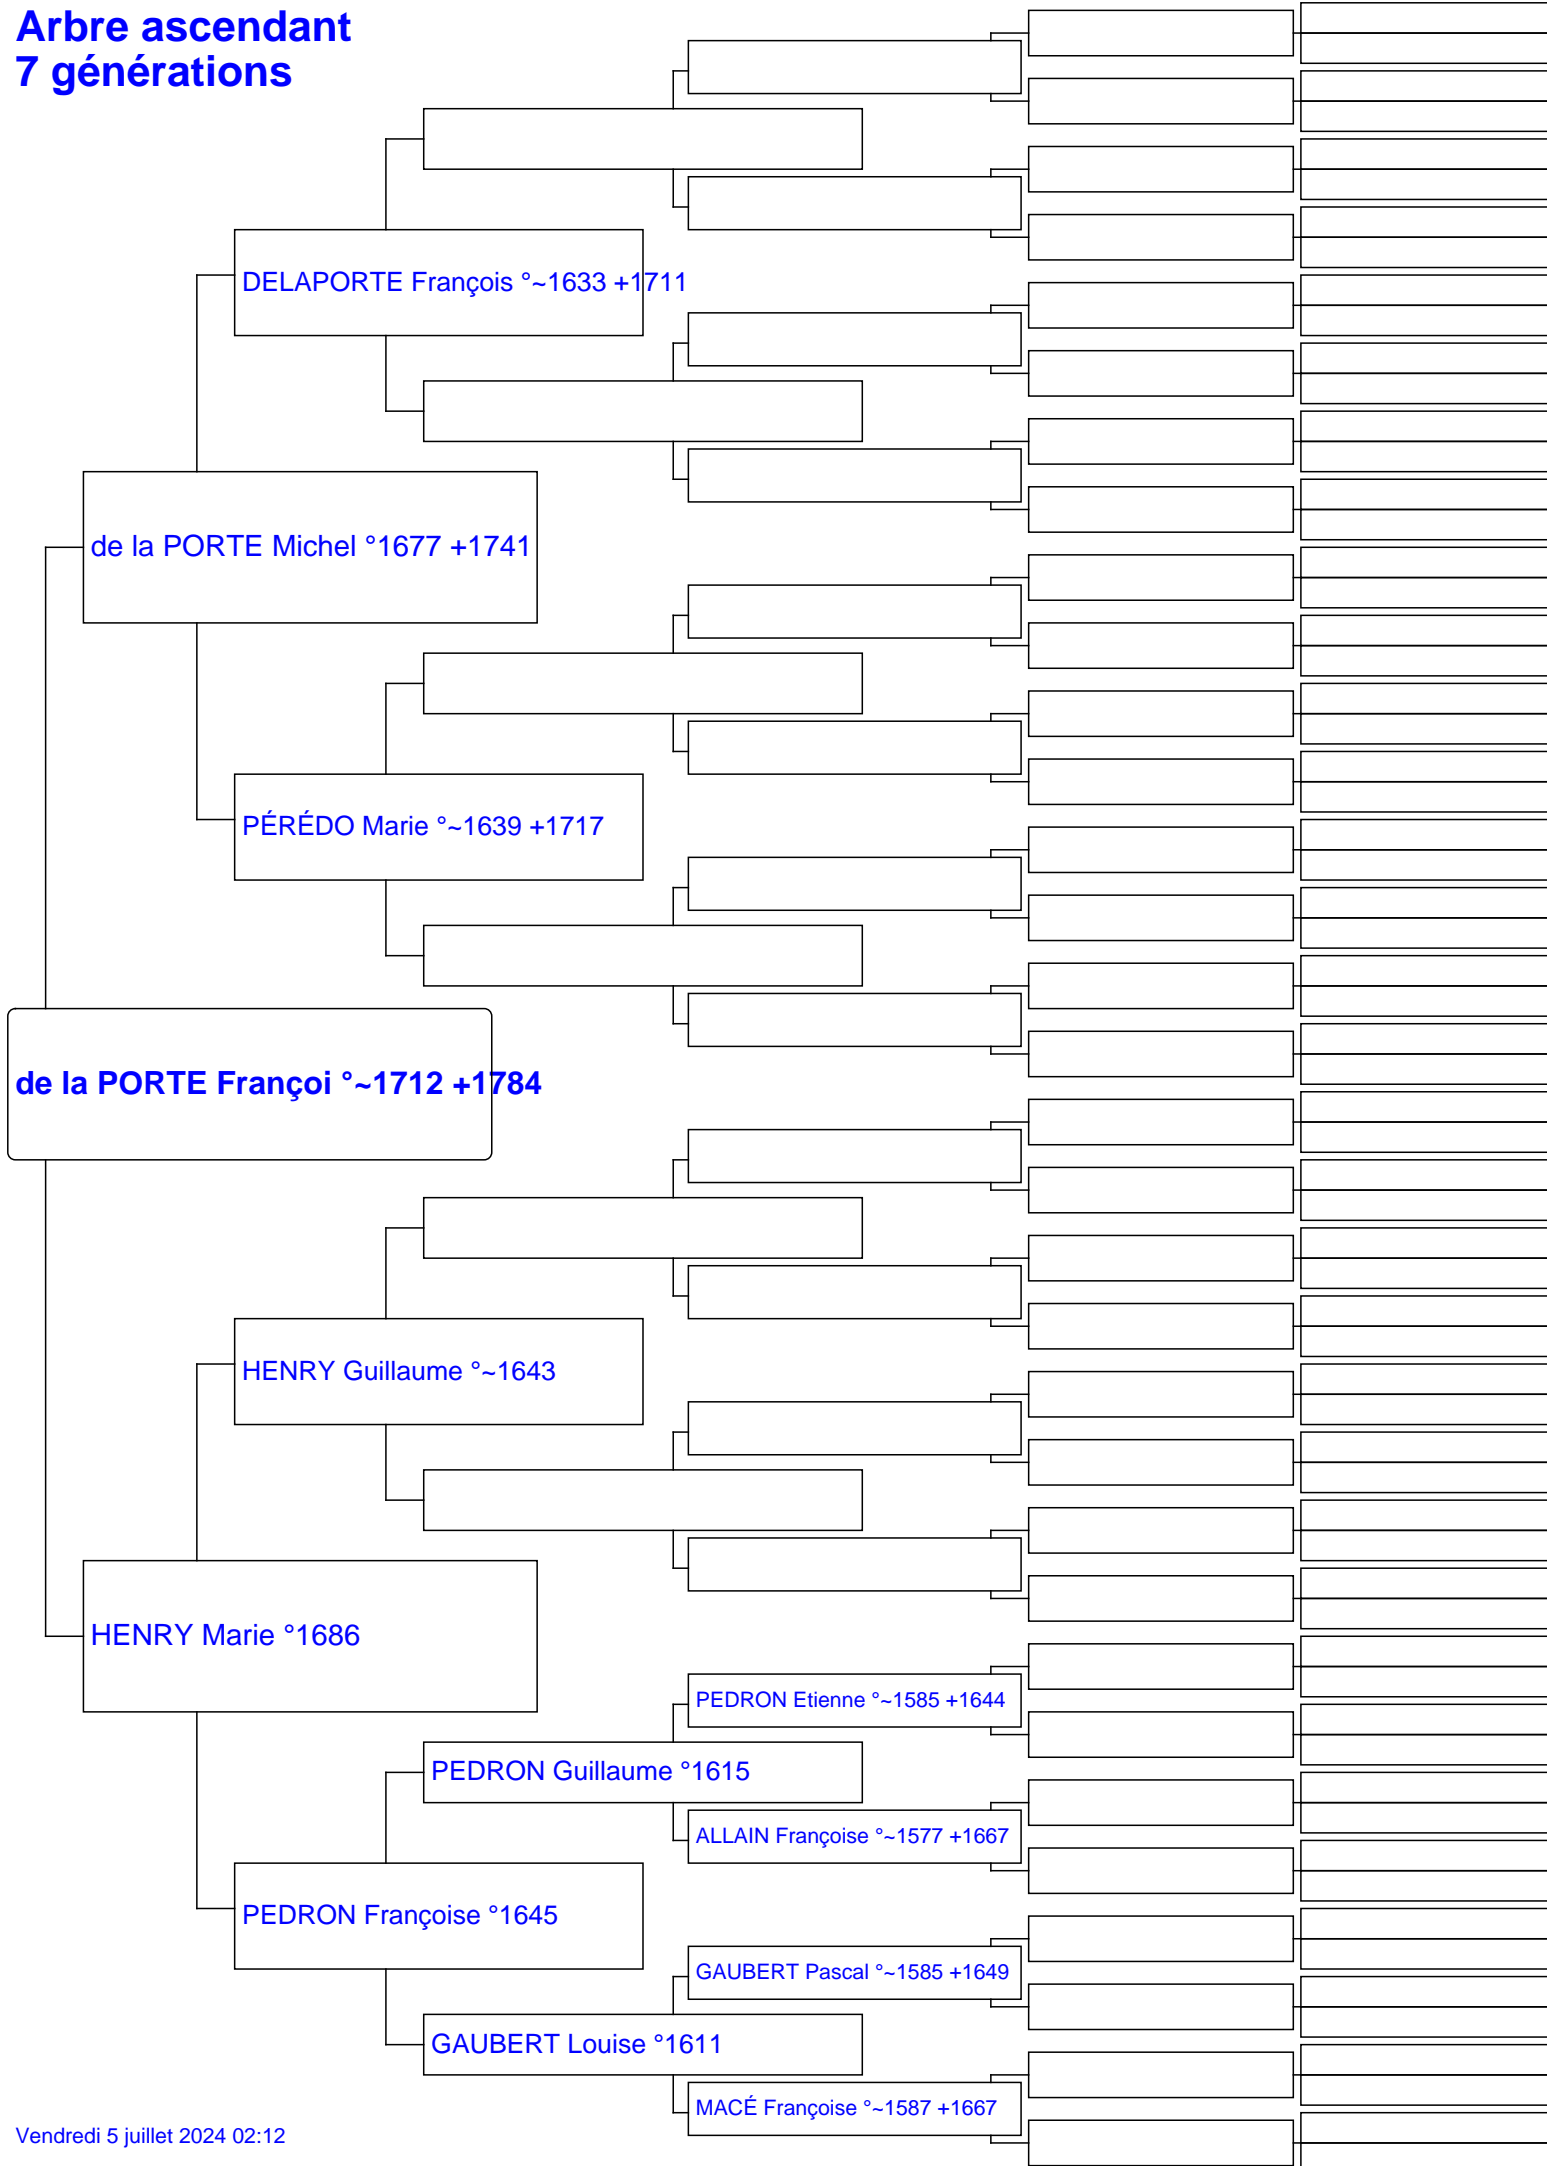 Arbre ascendant
7 générations
DELAPORTE François °~1633 +1711
de la PORTE Michel °1677 +1741
PÉRÉDO Marie °~1639 +1717
de la PORTE Françoi °~1712 +1784
HENRY Guillaume °~1643
HENRY Marie °1686
PEDRON Etienne °~1585 +1644
PEDRON Guillaume °1615
ALLAIN Françoise °~1577 +1667
PEDRON Françoise °1645
GAUBERT Pascal °~1585 +1649
GAUBERT Louise °1611
MACÉ Françoise °~1587 +1667
Vendredi 5 juillet 2024 02:12